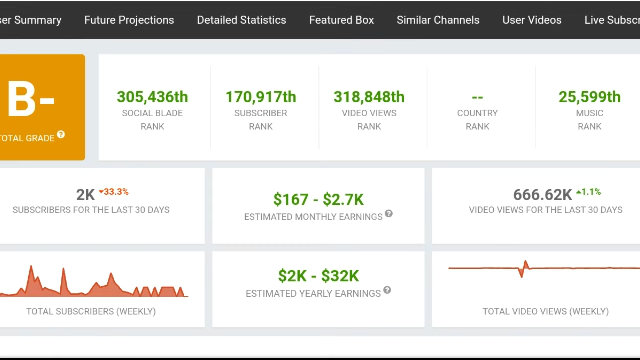 User Summary Future Projections Detailed Statistics Featured Box Similar Channels User Videos Live Subscr
B-
TOTAL GRADE ?
305,436th 170,917th 318,848th -- 25,599th
SOCIAL BLADE SUBSCRIBER VIDEO VIEWS COUNTRY MUSIC
RANK RANK RANK RANK RANK
2K 33.3% $167 - $2.7K 666.62K 1.1%
SUBSCRIBERS FOR THE LAST 30 DAYS ESTIMATED MONTHLY EARNINGS ? VIDEO VIEWS FOR THE LAST 30 DAYS
$2K - $32K
ESTIMATED YEARLY EARNINGS ?
TOTAL SUBSCRIBERS (WEEKLY) TOTAL VIDEO VIEWS (WEEKLY)